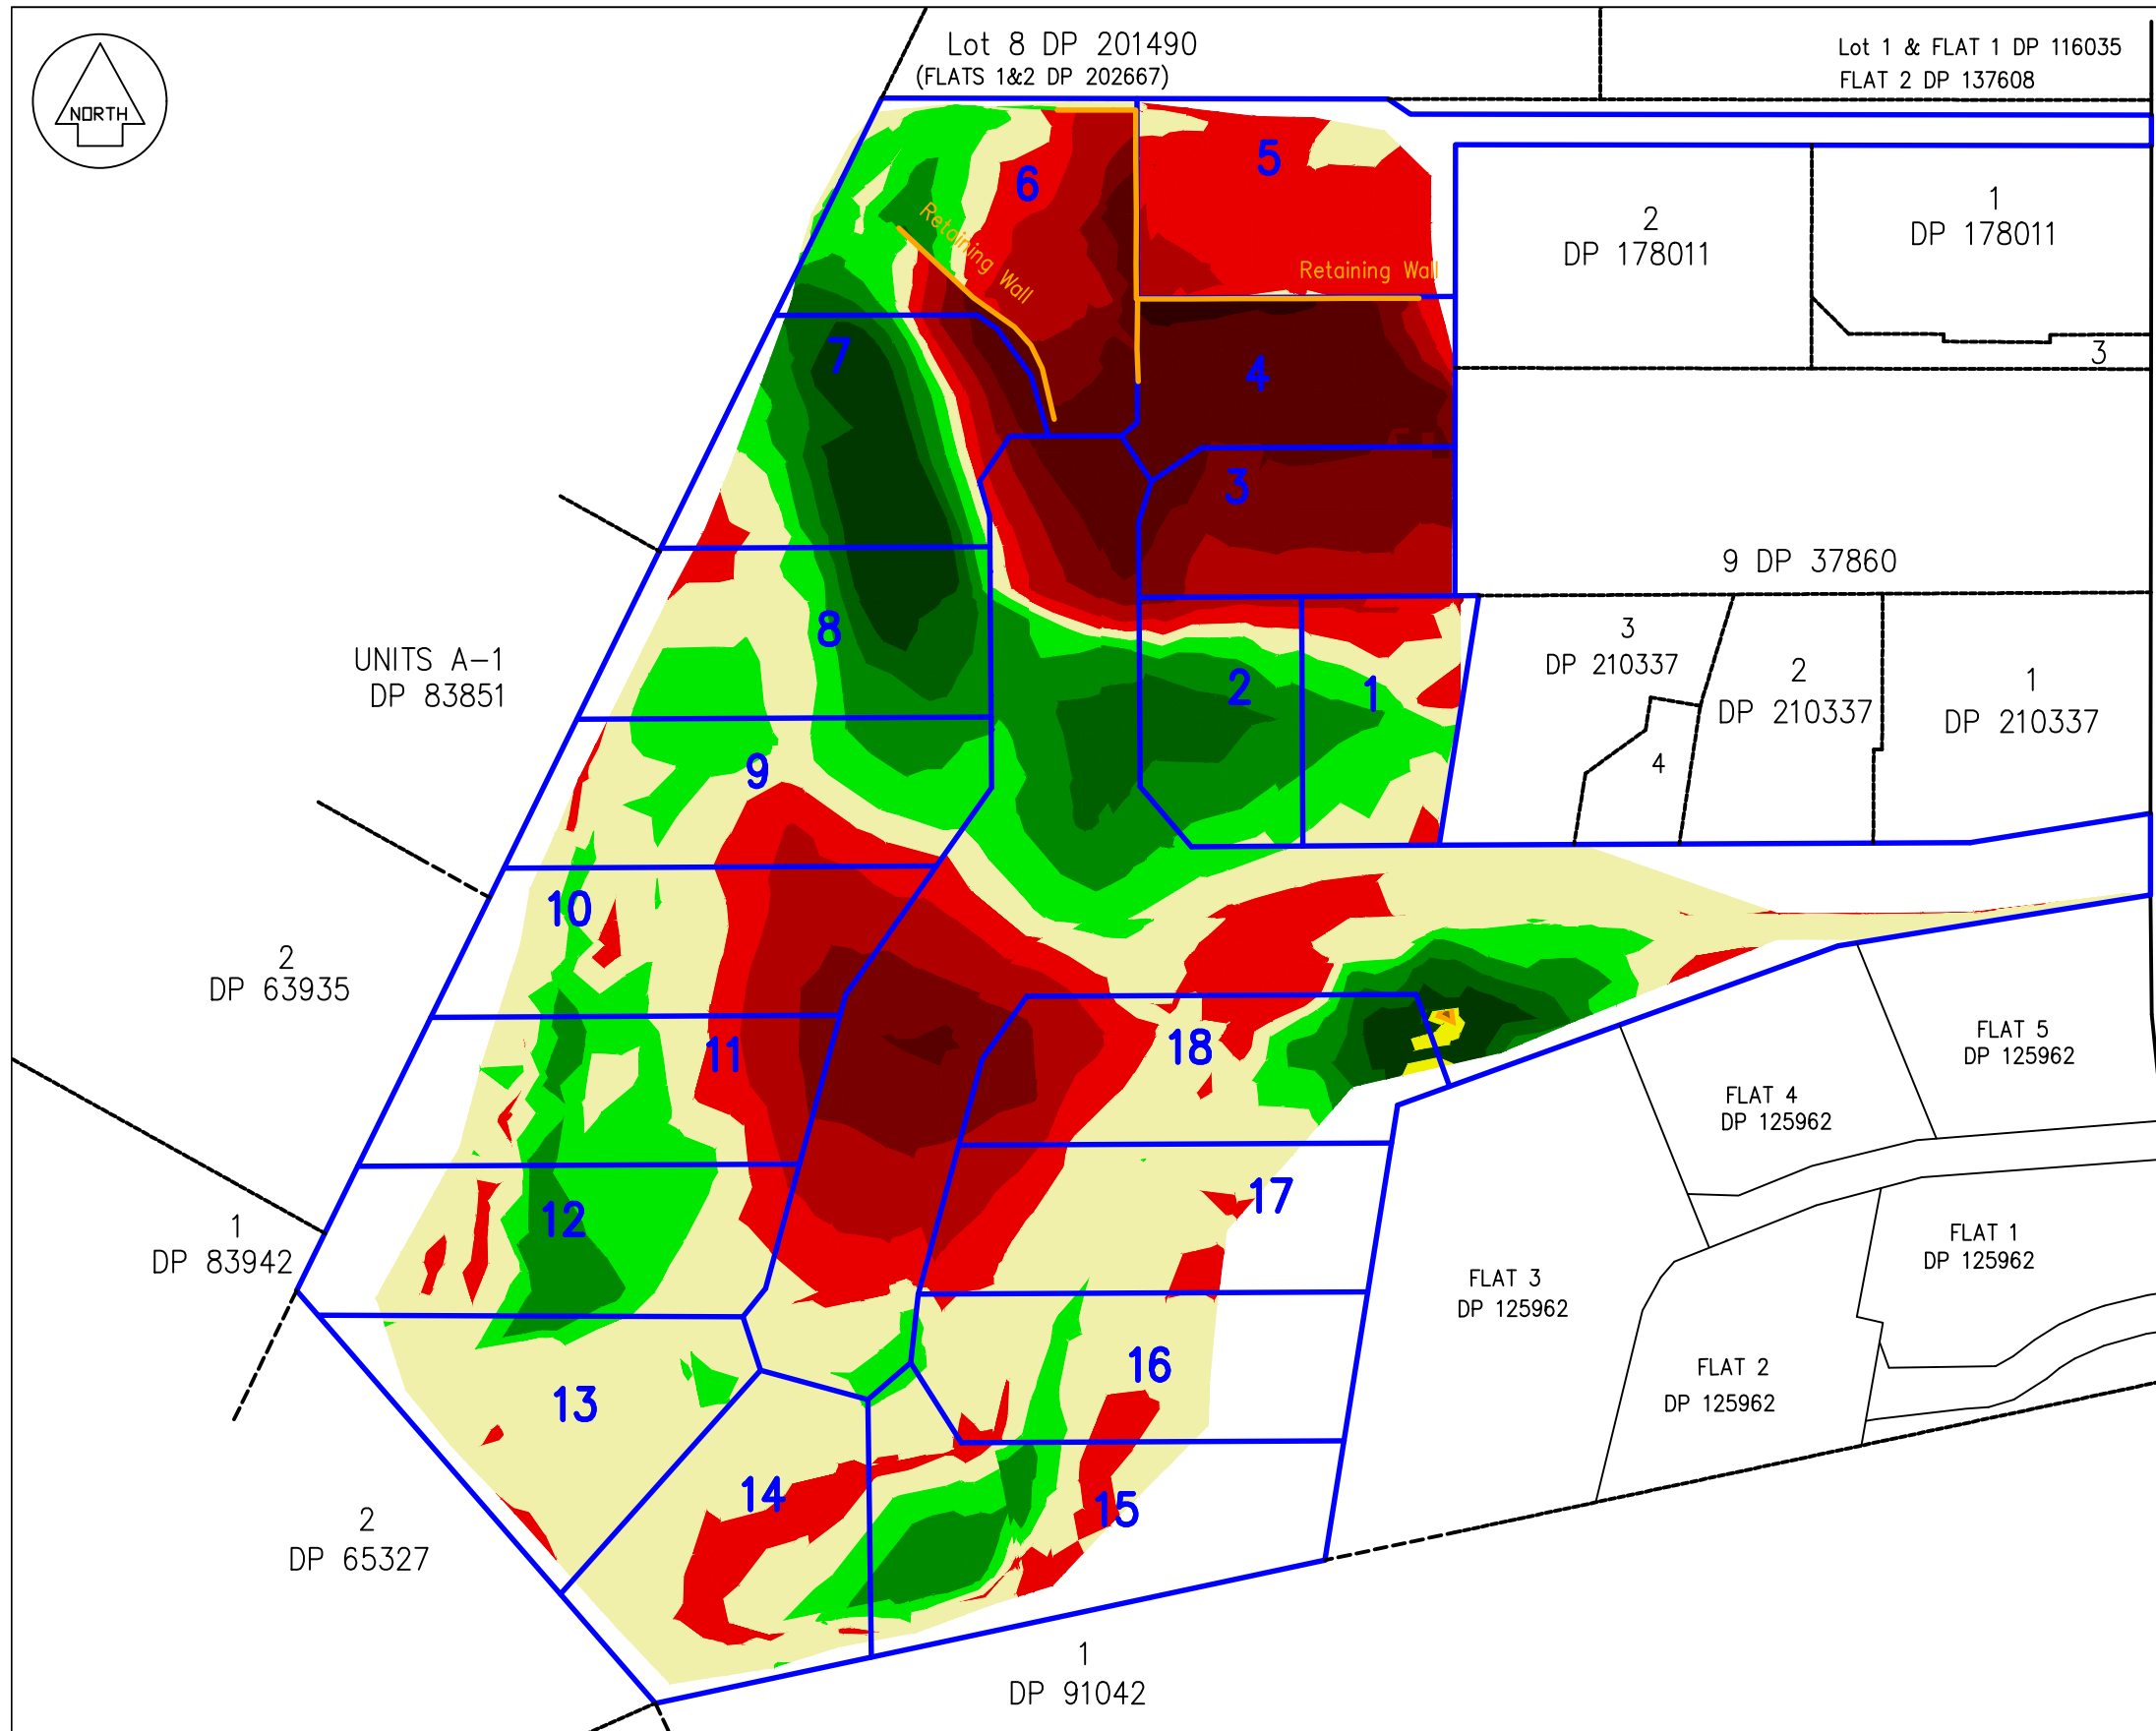 NORTH
Lot 8 DP 201490
(FLATS 1&2 DP 202667)
Lot 1 & FLAT 1 DP 116035
FLAT 2 DP 137608
5
6
Retaining Wall
Retaining Wall
2
DP 178011
1
DP 178011
3
7
4
3
9 DP 37860
UNITS A-1
DP 83851
8
2
1
3
DP 210337
4
2
DP 210337
1
DP 210337
9
10
2
DP 63935
11
18
FLAT 5
DP 125962
FLAT 4
DP 125962
12
17
1
DP 83942
FLAT 3
DP 125962
FLAT 1
DP 125962
13
16
FLAT 2
DP 125962
14
15
2
DP 65327
1
DP 91042